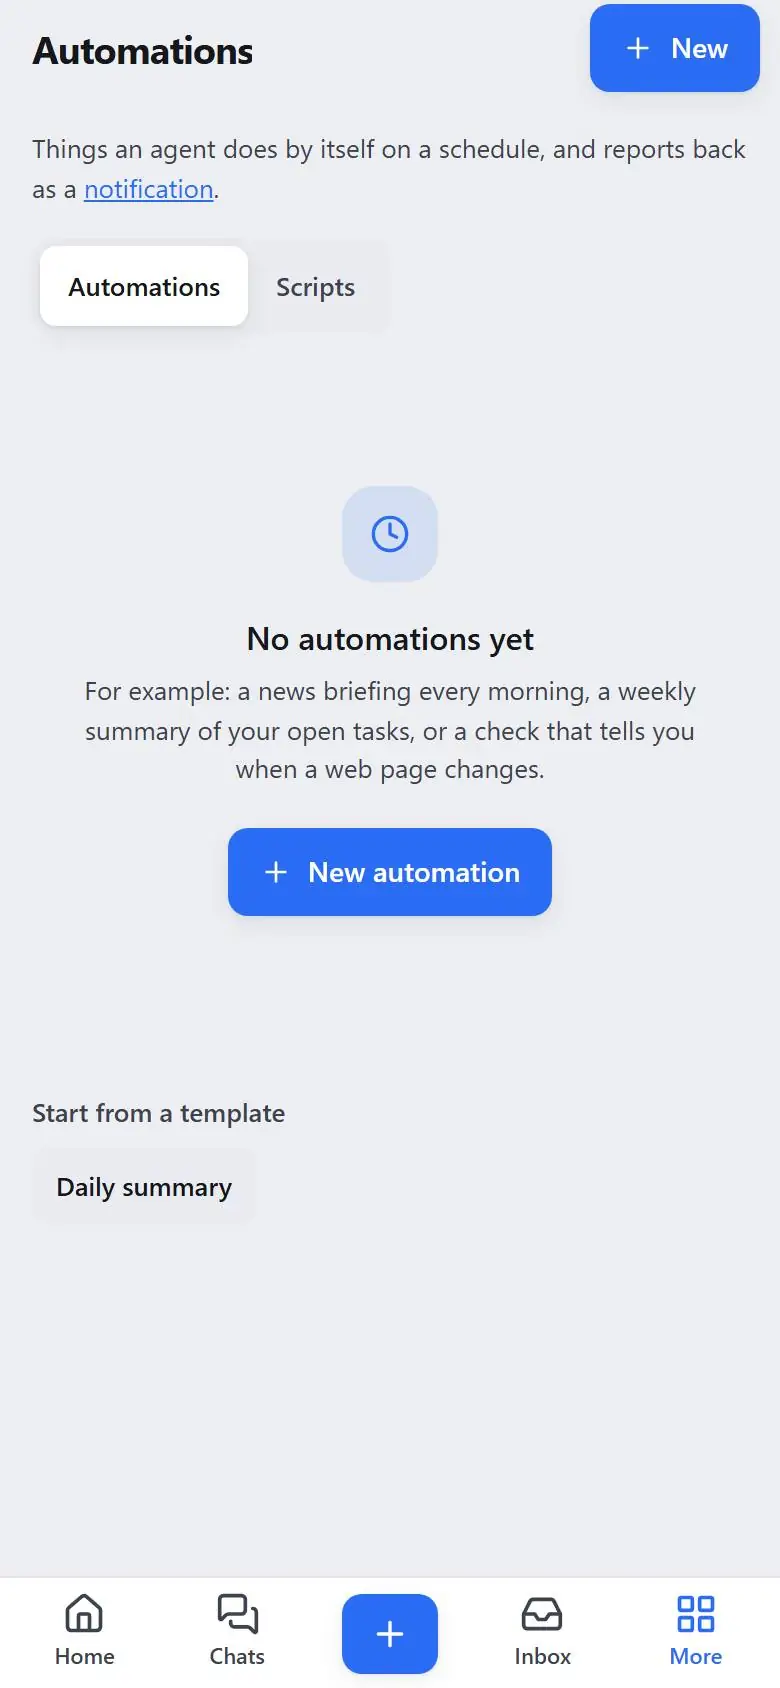 Automations
New
Things an agent does by itself on a schedule, and reports back
as a notification.
Automations
Scripts
No automations yet
For example: a news briefing every morning, a weekly
summary of your open tasks, or a check that tells you
when a web page changes.
New automation
Start from a template
Daily summary
Home
Chats
Inbox
More